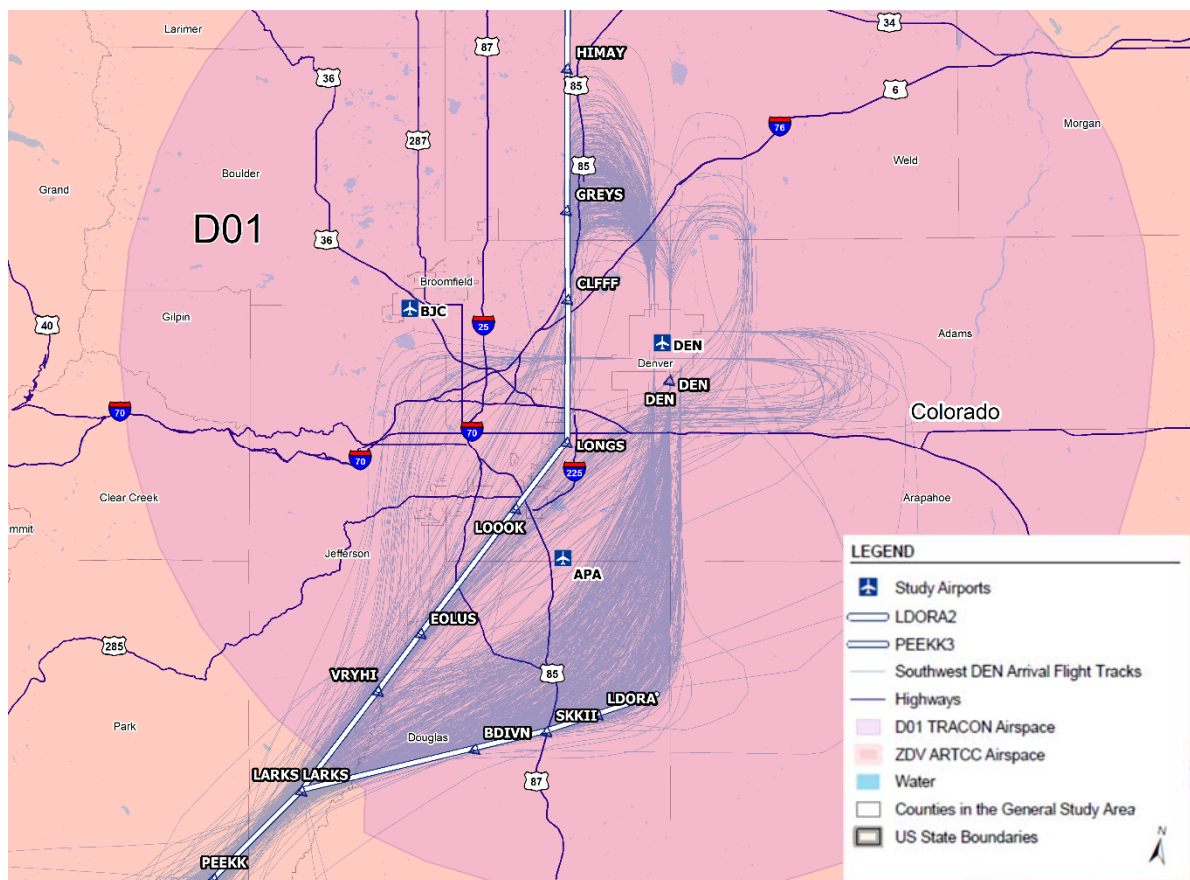 Larimer
87
34
HIMAY
36
85
6
76
Morgan
287
85
Weld
Boulder
Grand
GREYS
D01
36
Broomfield
CLFFF
BJC
Gilpin
25
40
DEN
Adams
Denver
DEN
DEN
70
Colorado
70
LONGS
70
225
Clear Creek
Arapahoe
LOOOK
mmit
Jefferson
APA
EOLUS
285
VRYHI
85
LDORA'
SKKII
Park
BDIVN
Douglas
LARKS LARKS
87
PEEKK
LEGEND
Study Airports
LDORA2
PEEKK3
Southwest DEN Arrival Flight Tracks
Highways
D01 TRACON Airspace
ZDV ARTCC Airspace
Water
Counties in the General Study Area
US State Boundaries
N